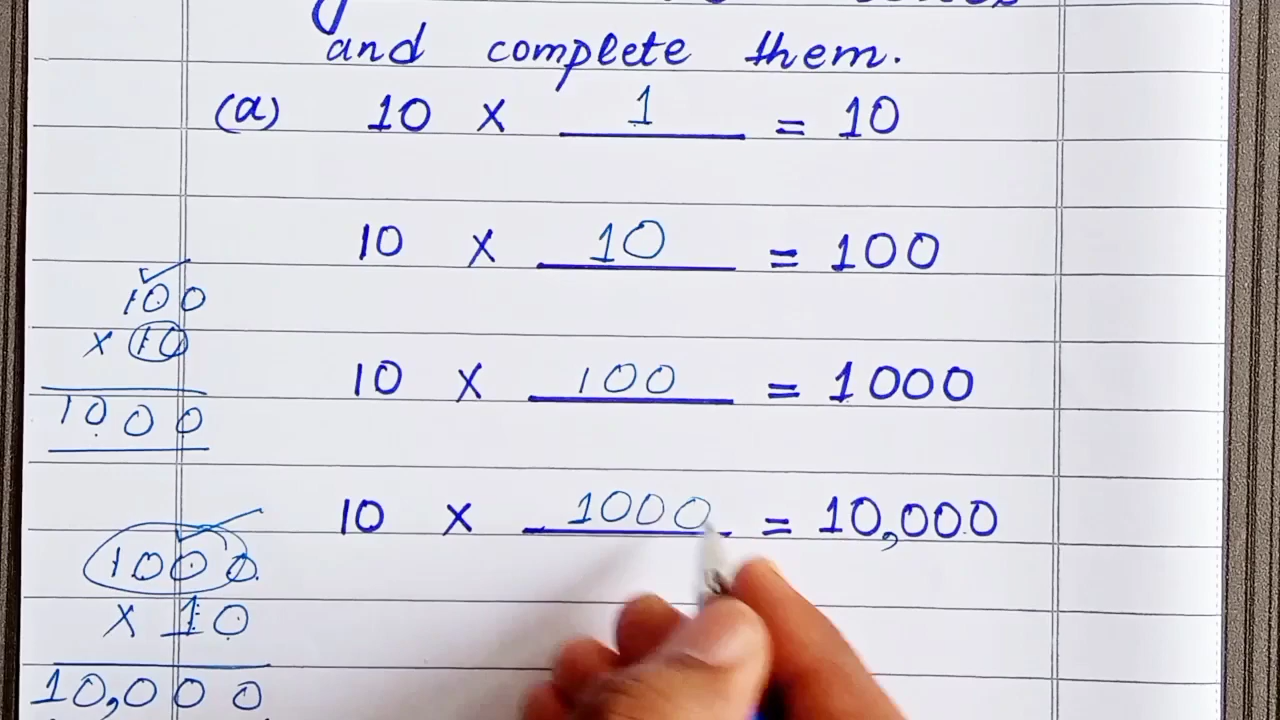 and complete them.
(a) 10 × 1 = 10
10 × 10 = 100
10 × 100 = 1000
10 × 1000 = 10,000
100
× 10
1000
1000
× 10
10,000